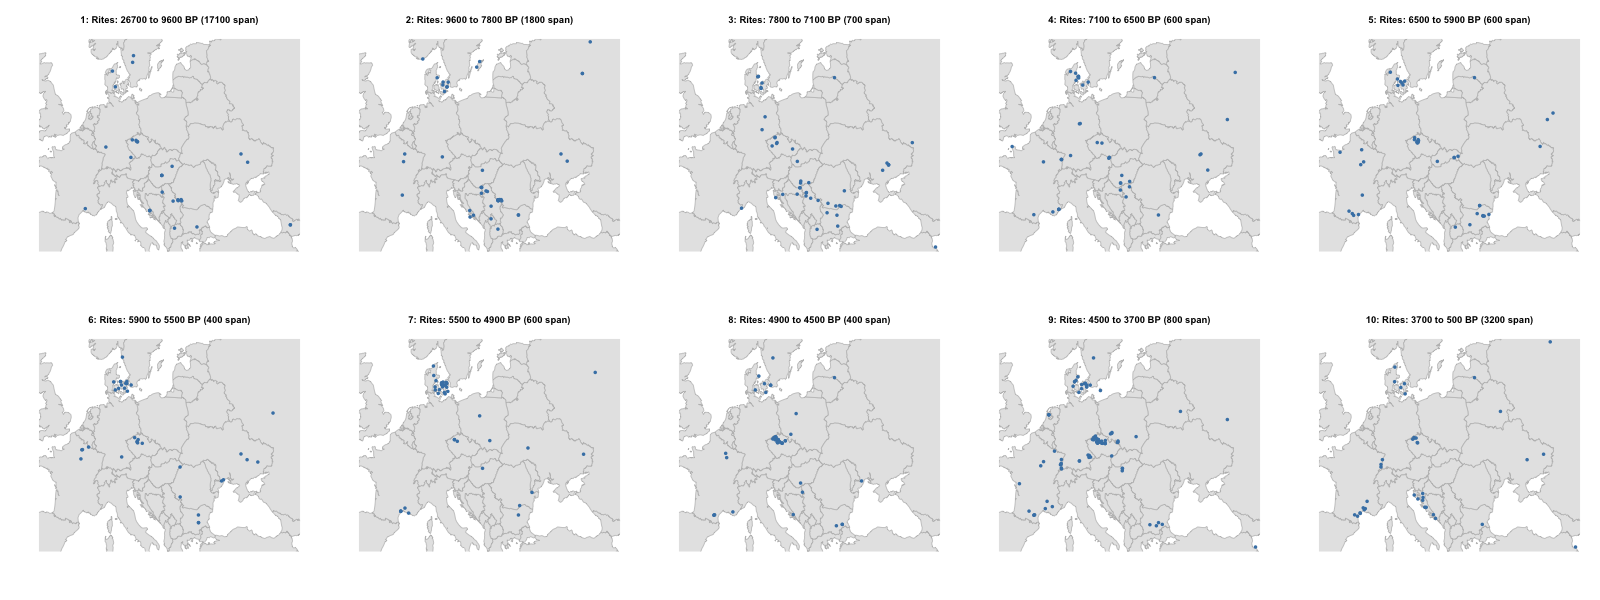 1: Rites: 26700 to 9600 BP (17100 span)
2: Rites: 9600 to 7800 BP (1800 span)
3: Rites: 7800 to 7100 BP (700 span)
4: Rites: 7100 to 6500 BP (600 span)
5: Rites: 6500 to 5900 BP (600 span)
6: Rites: 5900 to 5500 BP (400 span)
7: Rites: 5500 to 4900 BP (600 span)
8: Rites: 4900 to 4500 BP (400 span)
9: Rites: 4500 to 3700 BP (800 span)
10: Rites: 3700 to 500 BP (3200 span)